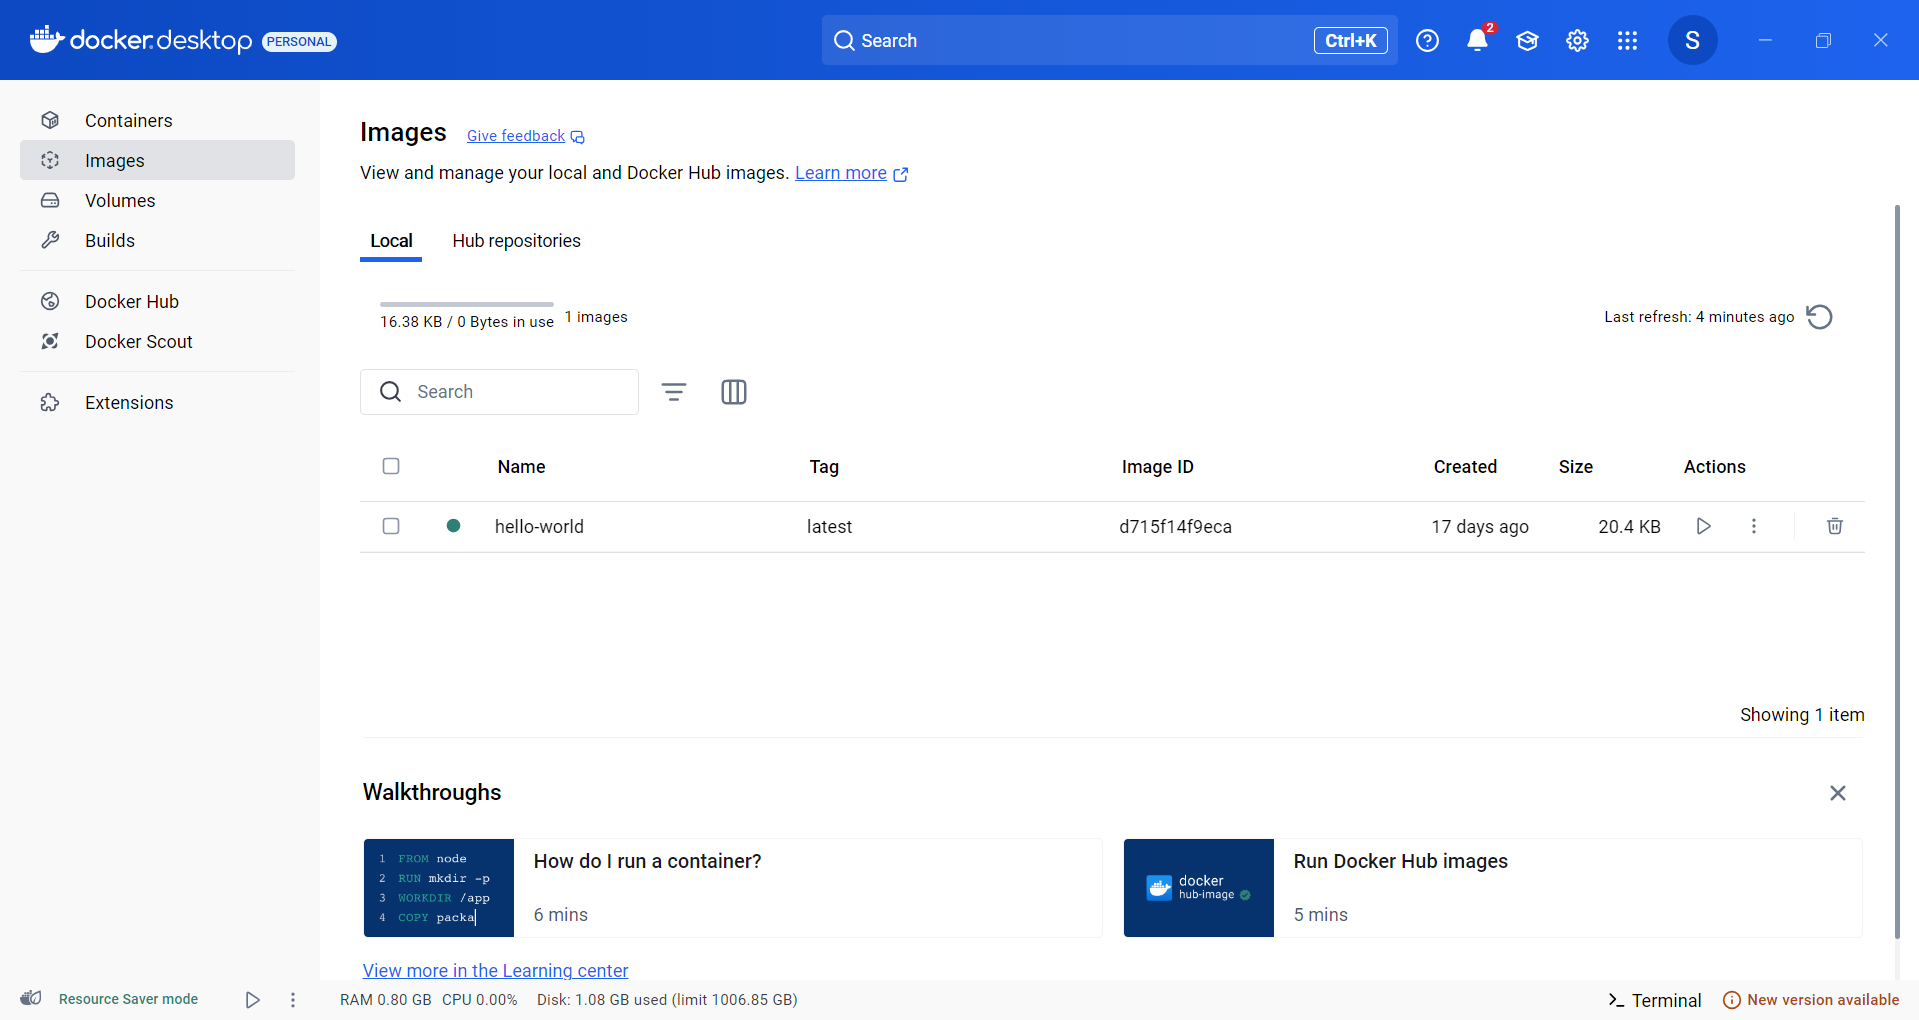 docker.desktop PERSONAL
Search Ctrl+K
2
S
Containers
Images
Volumes
Builds
Docker Hub
Docker Scout
Extensions
Images Give feedback
View and manage your local and Docker Hub images. Learn more
Local Hub repositories
16.38 KB / 0 Bytes in use 1 images
Last refresh: 4 minutes ago
Search
Name Tag Image ID Created Size Actions
hello-world latest d715f14f9eca 17 days ago 20.4 KB
Showing 1 item
Walkthroughs
1 FROM node
2 RUN mkdir -p
3 WORKDIR /app
4 COPY packa
How do I run a container?
6 mins
docker
hub-image
Run Docker Hub images
5 mins
View more in the Learning center
Resource Saver mode RAM 0.80 GB CPU 0.00% Disk: 1.08 GB used (limit 1006.85 GB) >_ Terminal New version available